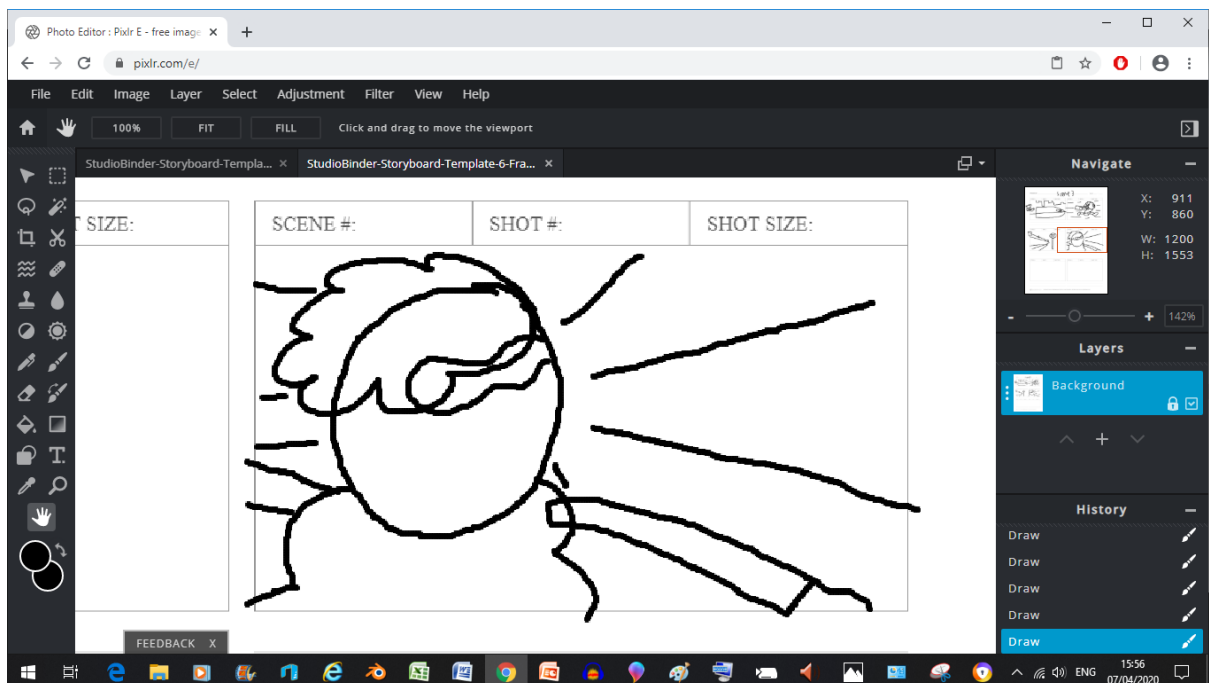 Photo Editor : Pixlr E - free image
pixlr.com/e/
File Edit Image Layer Select Adjustment Filter View Help
100% FIT FILL Click and drag to move the viewport
StudioBinder-Storyboard-Templa... StudioBinder-Storyboard-Template-6-Fra...
Navigate
X: 911
Y: 860
W: 1200
H: 1553
142%
T SIZE: SCENE #: SHOT #: SHOT SIZE:
Layers
Background
History
Draw
Draw
Draw
Draw
Draw
FEEDBACK X
ENG 15:56
07/04/2020